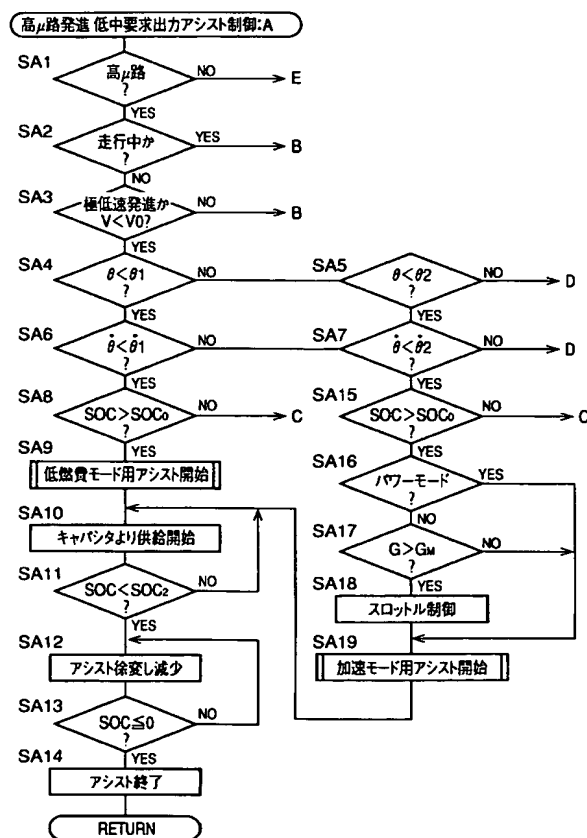 高μ路発進 低中要求出力アシスト制御:A
SA1
高μ路
?
NO
E
YES
SA2
走行中か
?
YES
B
NO
SA3
極低速発進か
V<V0?
NO
B
YES
SA4
θ<θ1
?
NO
SA5
θ<θ2
?
NO
D
YES
YES
SA6
θ̇<θ̇1
?
NO
SA7
θ̇<θ̇2
?
NO
D
YES
YES
SA8
SOC>SOC₀
?
NO
C
YES
SA15
SOC>SOC₀
?
NO
C
YES
SA9
低燃費モード用アシスト開始
SA16
パワーモード
?
YES
NO
SA10
キャパシタより供給開始
SA17
G>GM
?
NO
YES
SA11
SOC<SOC₂
?
NO
YES
SA18
スロットル制御
SA12
アシスト徐変し減少
SA19
加速モード用アシスト開始
SA13
SOC≦0
?
NO
YES
SA14
アシスト終了
RETURN